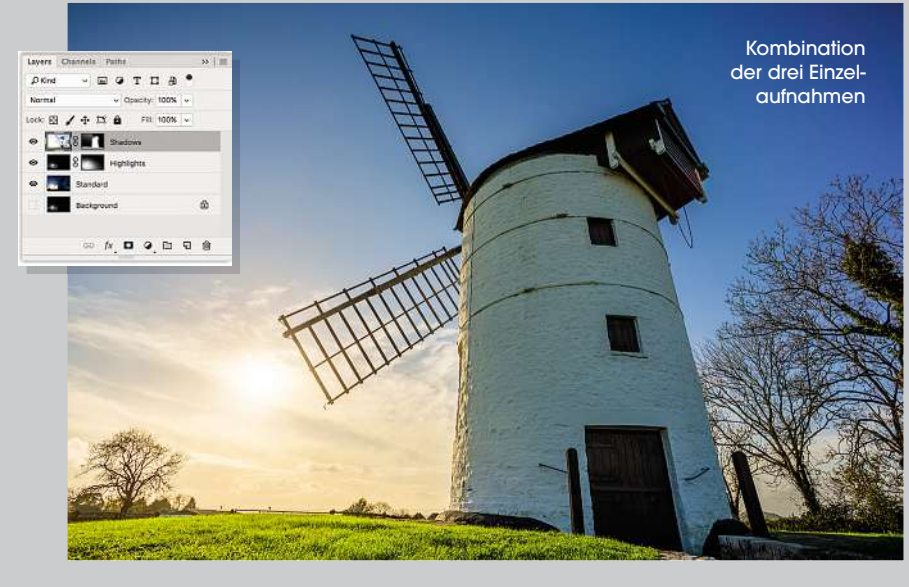 Kombination
der drei Einzel-
aufnahmen
Layers Channels Paths
Kind
Normal Opacity: 100%
Lock: Fill: 100%
Shadows
Highlights
Standard
Background
fx